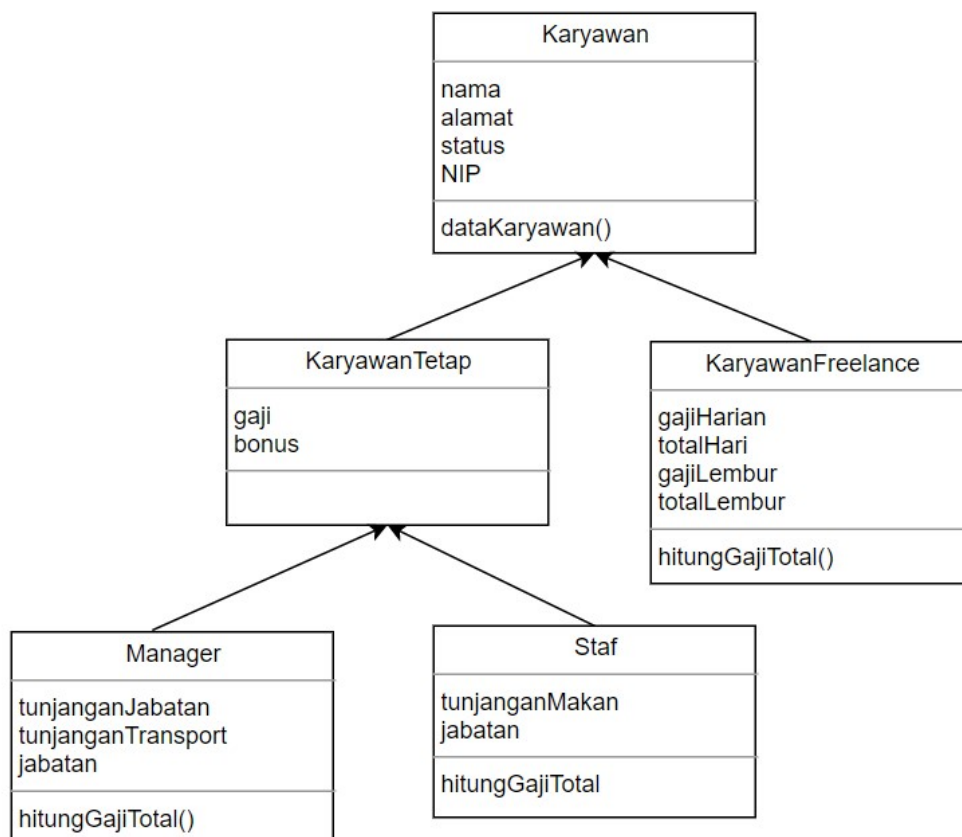 Karyawan
nama
alamat
status
NIP
dataKaryawan()
KaryawanTetap
gaji
bonus
KaryawanFreelance
gajiHarian
totalHari
gajiLembur
totalLembur
hitungGajiTotal()
Manager
tunjanganJabatan
tunjanganTransport
jabatan
hitungGajiTotal()
Staf
tunjanganMakan
jabatan
hitungGajiTotal